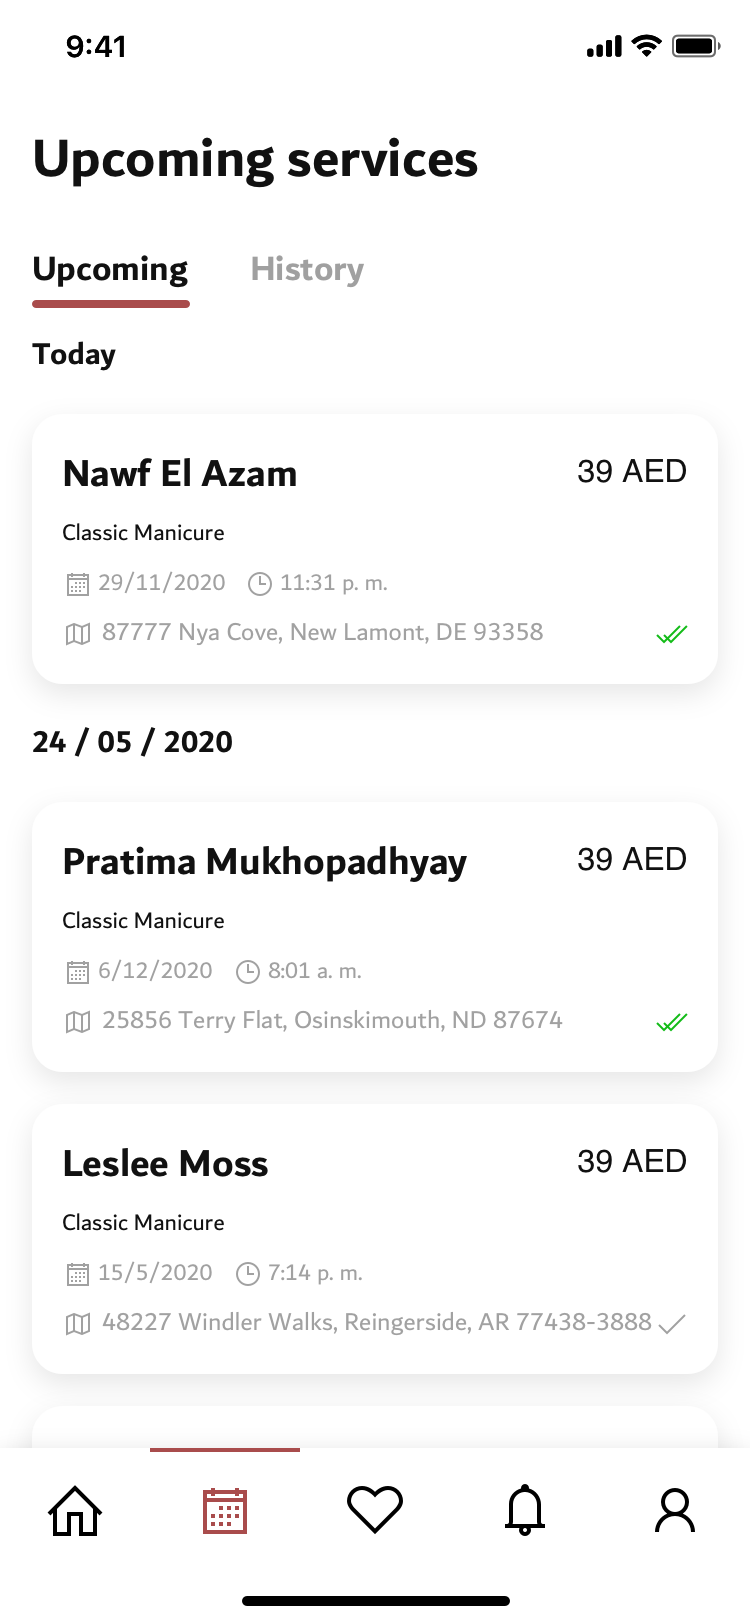 9:41
Upcoming services
Upcoming History
Today
Nawf El Azam 39 AED
Classic Manicure
29/11/2020 11:31 p. m.
87777 Nya Cove, New Lamont, DE 93358
24 / 05 / 2020
Pratima Mukhopadhyay 39 AED
Classic Manicure
6/12/2020 8:01 a. m.
25856 Terry Flat, Osinskimouth, ND 87674
Leslee Moss 39 AED
Classic Manicure
15/5/2020 7:14 p. m.
48227 Windler Walks, Reingerside, AR 77438-3888